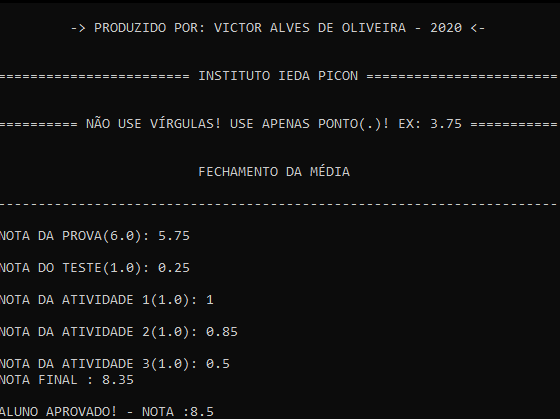 -> PRODUZIDO POR: VICTOR ALVES DE OLIVEIRA - 2020 <-
======================== INSTITUTO IEDA PICON ========================
========== NÃO USE VÍRGULAS! USE APENAS PONTO(.)! EX: 3.75 ===========
FECHAMENTO DA MÉDIA
----------------------------------------------------------------------
NOTA DA PROVA(6.0): 5.75
NOTA DO TESTE(1.0): 0.25
NOTA DA ATIVIDADE 1(1.0): 1
NOTA DA ATIVIDADE 2(1.0): 0.85
NOTA DA ATIVIDADE 3(1.0): 0.5
NOTA FINAL : 8.35
ALUNO APROVADO! - NOTA :8.5